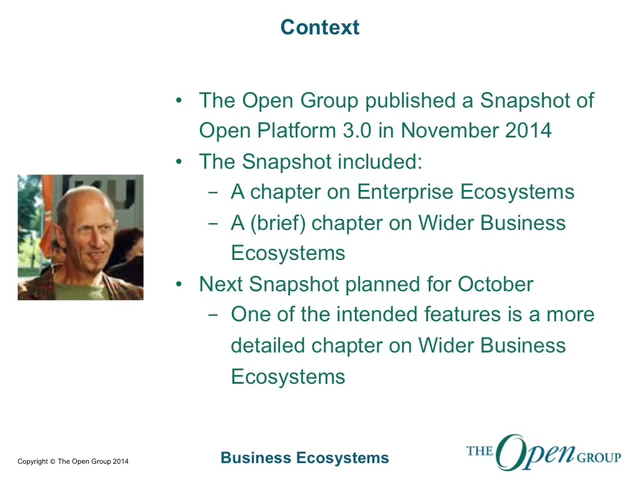 Context
• The Open Group published a Snapshot of
Open Platform 3.0 in November 2014
• The Snapshot included:
– A chapter on Enterprise Ecosystems
– A (brief) chapter on Wider Business
Ecosystems
• Next Snapshot planned for October
– One of the intended features is a more
detailed chapter on Wider Business
Ecosystems
Copyright © The Open Group 2014
Business Ecosystems
THE Open GROUP